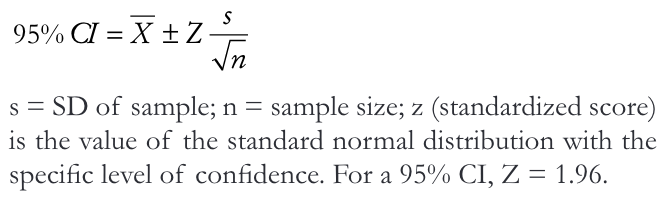 95% CI = X̅ ± Z s/√n
s = SD of sample; n = sample size; z (standardized score)
is the value of the standard normal distribution with the
specific level of confidence. For a 95% CI, Z = 1.96.